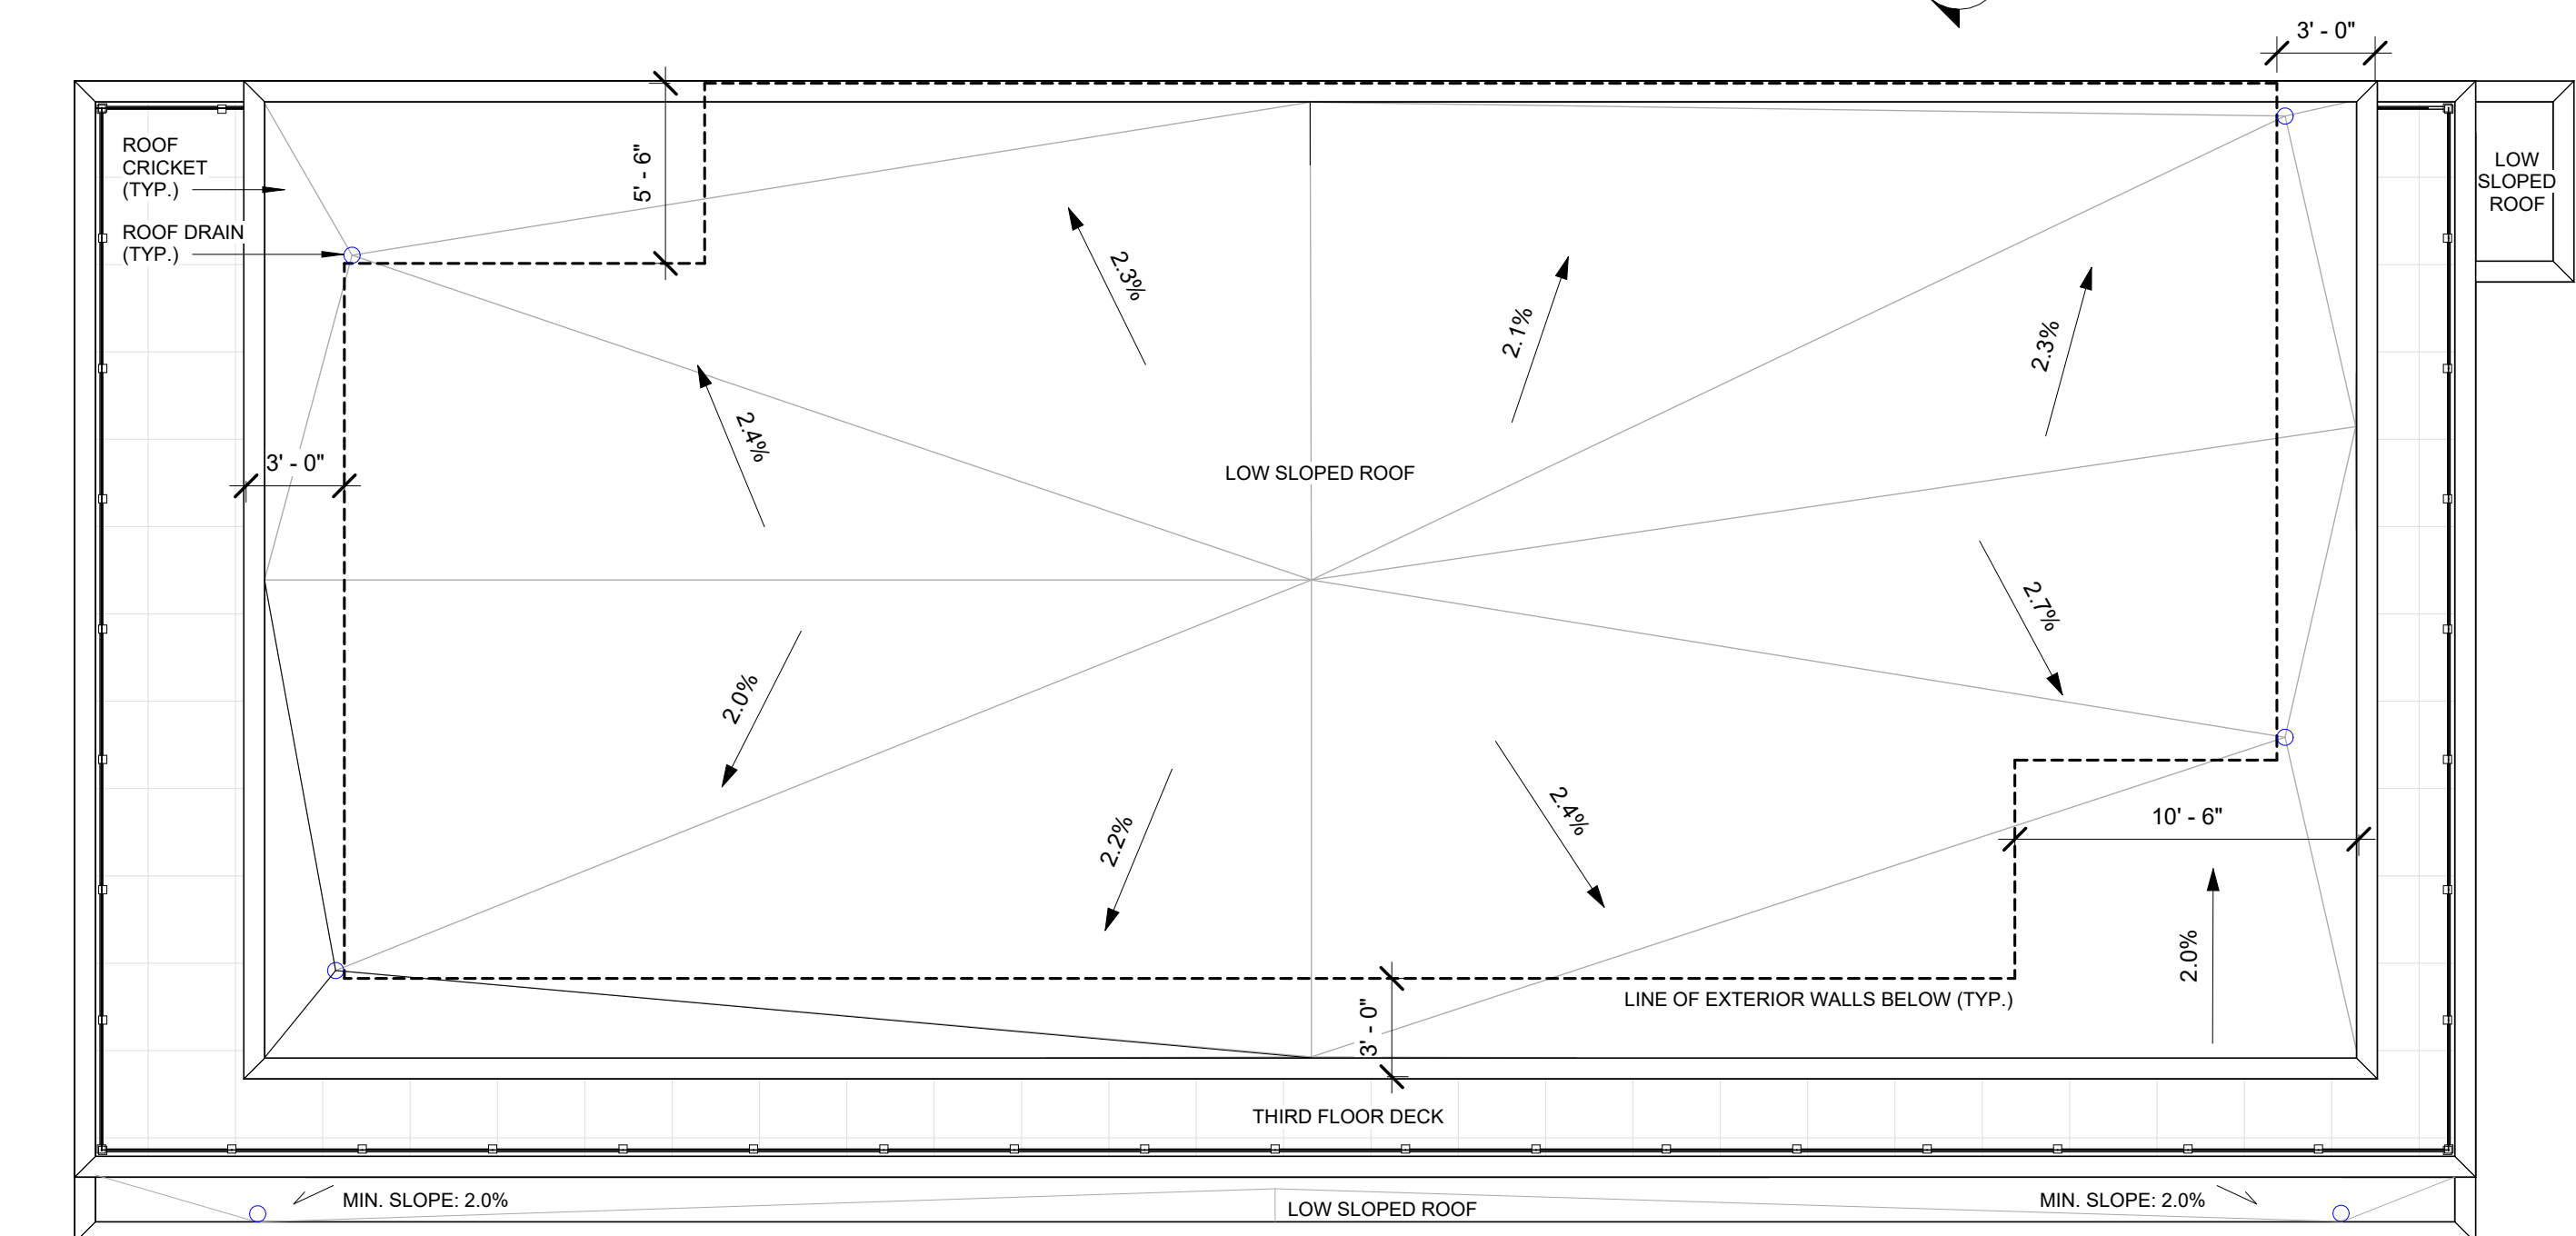 3' - 0"
ROOF
CRICKET
(TYP.)
5' - 6"
LOW
SLOPED
ROOF
ROOF DRAIN
(TYP.)
2.3%
2.1%
2.3%
2.4%
3' - 0"
LOW SLOPED ROOF
2.7%
2.0%
2.2%
2.4%
10' - 6"
2.0%
LINE OF EXTERIOR WALLS BELOW (TYP.)
3' - 0"
THIRD FLOOR DECK
MIN. SLOPE: 2.0%
LOW SLOPED ROOF
MIN. SLOPE: 2.0%